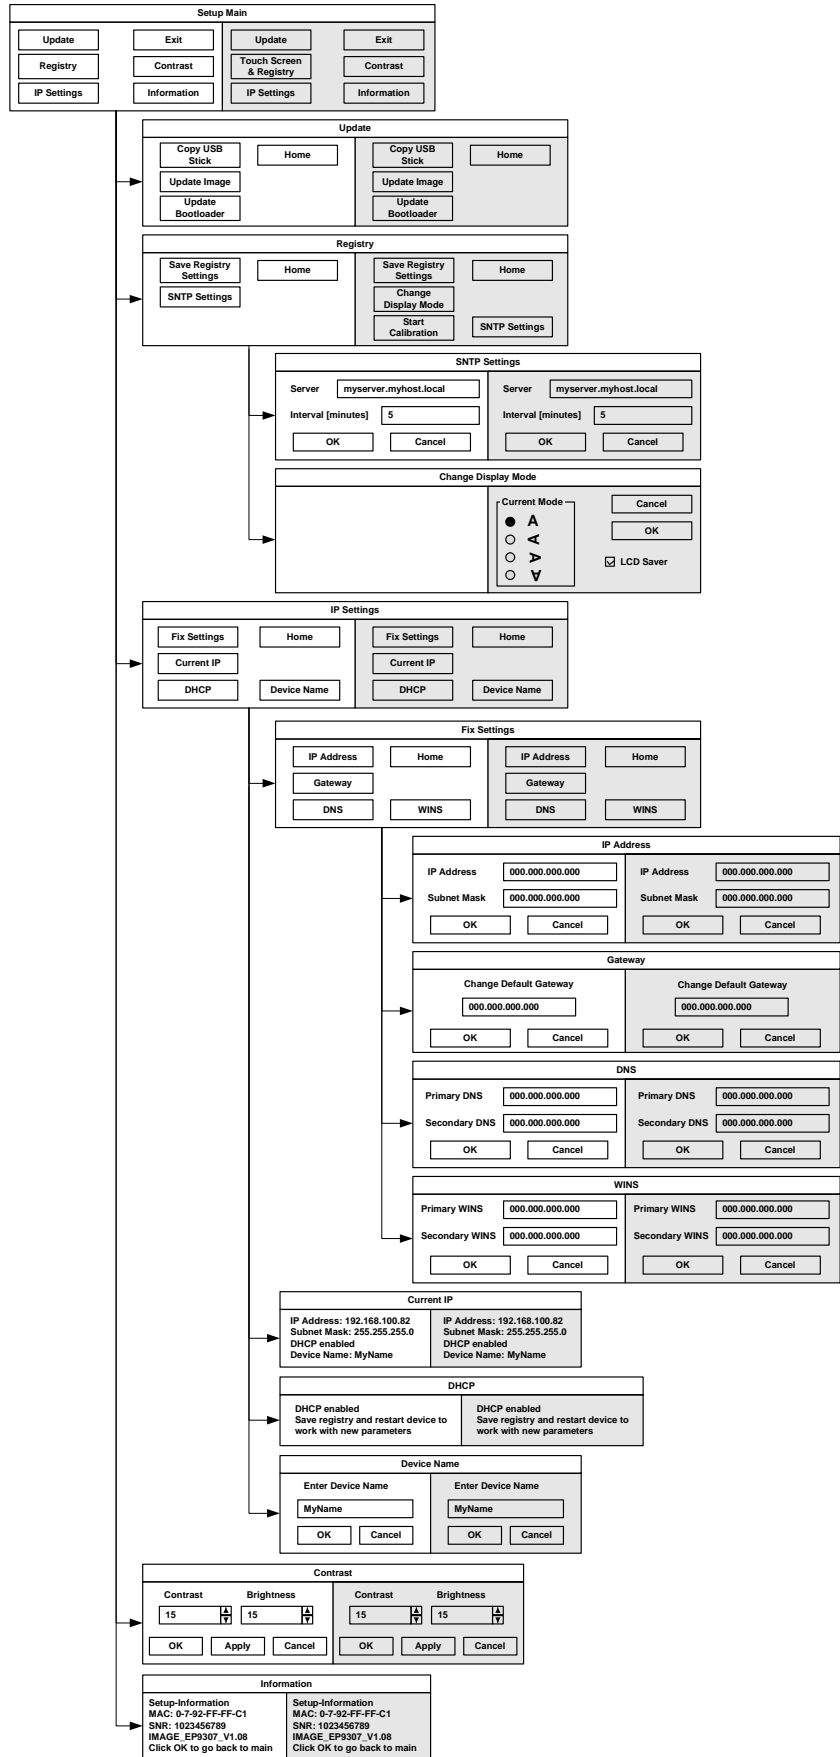 Setup Main
Update Exit Update Exit
Registry Contrast Touch Screen & Registry Contrast
IP Settings Information IP Settings Information
Update
Copy USB Stick Home Copy USB Stick Home
Update Image Update Image
Update Bootloader Update Bootloader
Registry
Save Registry Settings Home Save Registry Settings Home
SNTP Settings Change Display Mode
Start Calibration SNTP Settings
SNTP Settings
Server myserver.myhost.local Server myserver.myhost.local
Interval [minutes] 5 Interval [minutes] 5
OK Cancel OK Cancel
Change Display Mode
Current Mode Cancel
A
OK
A
A LCD Saver
A
IP Settings
Fix Settings Home Fix Settings Home
Current IP Current IP
DHCP Device Name DHCP Device Name
Fix Settings
IP Address Home IP Address Home
Gateway Gateway
DNS WINS DNS WINS
IP Address
IP Address 000.000.000.000 IP Address 000.000.000.000
Subnet Mask 000.000.000.000 Subnet Mask 000.000.000.000
OK Cancel OK Cancel
Gateway
Change Default Gateway Change Default Gateway
000.000.000.000 000.000.000.000
OK Cancel OK Cancel
DNS
Primary DNS 000.000.000.000 Primary DNS 000.000.000.000
Secondary DNS 000.000.000.000 Secondary DNS 000.000.000.000
OK Cancel OK Cancel
WINS
Primary WINS 000.000.000.000 Primary WINS 000.000.000.000
Secondary WINS 000.000.000.000 Secondary WINS 000.000.000.000
OK Cancel OK Cancel
Current IP
IP Address: 192.168.100.82 IP Address: 192.168.100.82
Subnet Mask: 255.255.255.0 Subnet Mask: 255.255.255.0
DHCP enabled DHCP enabled
Device Name: MyName Device Name: MyName
DHCP
DHCP enabled DHCP enabled
Save registry and restart device to Save registry and restart device to
work with new parameters work with new parameters
Device Name
Enter Device Name Enter Device Name
MyName MyName
OK Cancel OK Cancel
Contrast
Contrast Brightness Contrast Brightness
15 15 15 15
OK Apply Cancel OK Apply Cancel
Information
Setup-Information Setup-Information
MAC: 0-7-92-FF-FF-C1 MAC: 0-7-92-FF-FF-C1
SNR: 1023456789 SNR: 1023456789
IMAGE_EP9307_V1.08 IMAGE_EP9307_V1.08
Click OK to go back to main Click OK to go back to main